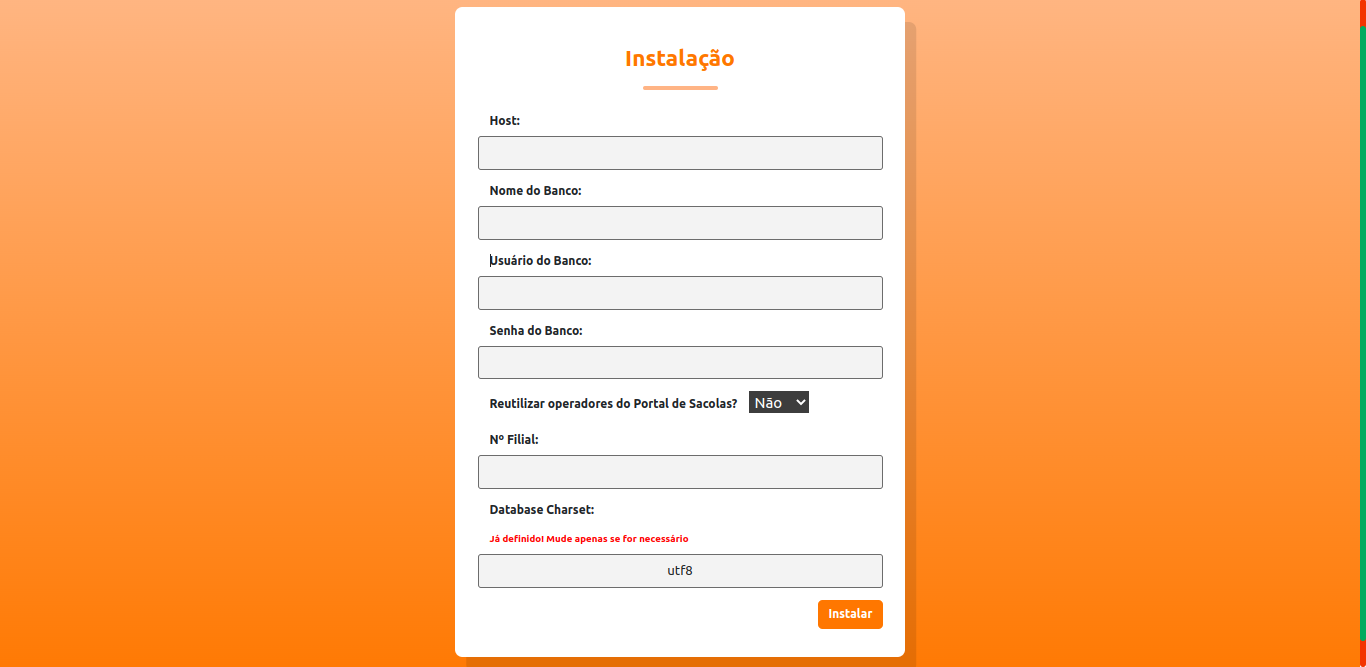 Instalação
Host:
Nome do Banco:
Usuário do Banco:
Senha do Banco:
Reutilizar operadores do Portal de Sacolas? Não
Nº Filial:
Database Charset:
Já definido! Mude apenas se for necessário
utf8
Instalar